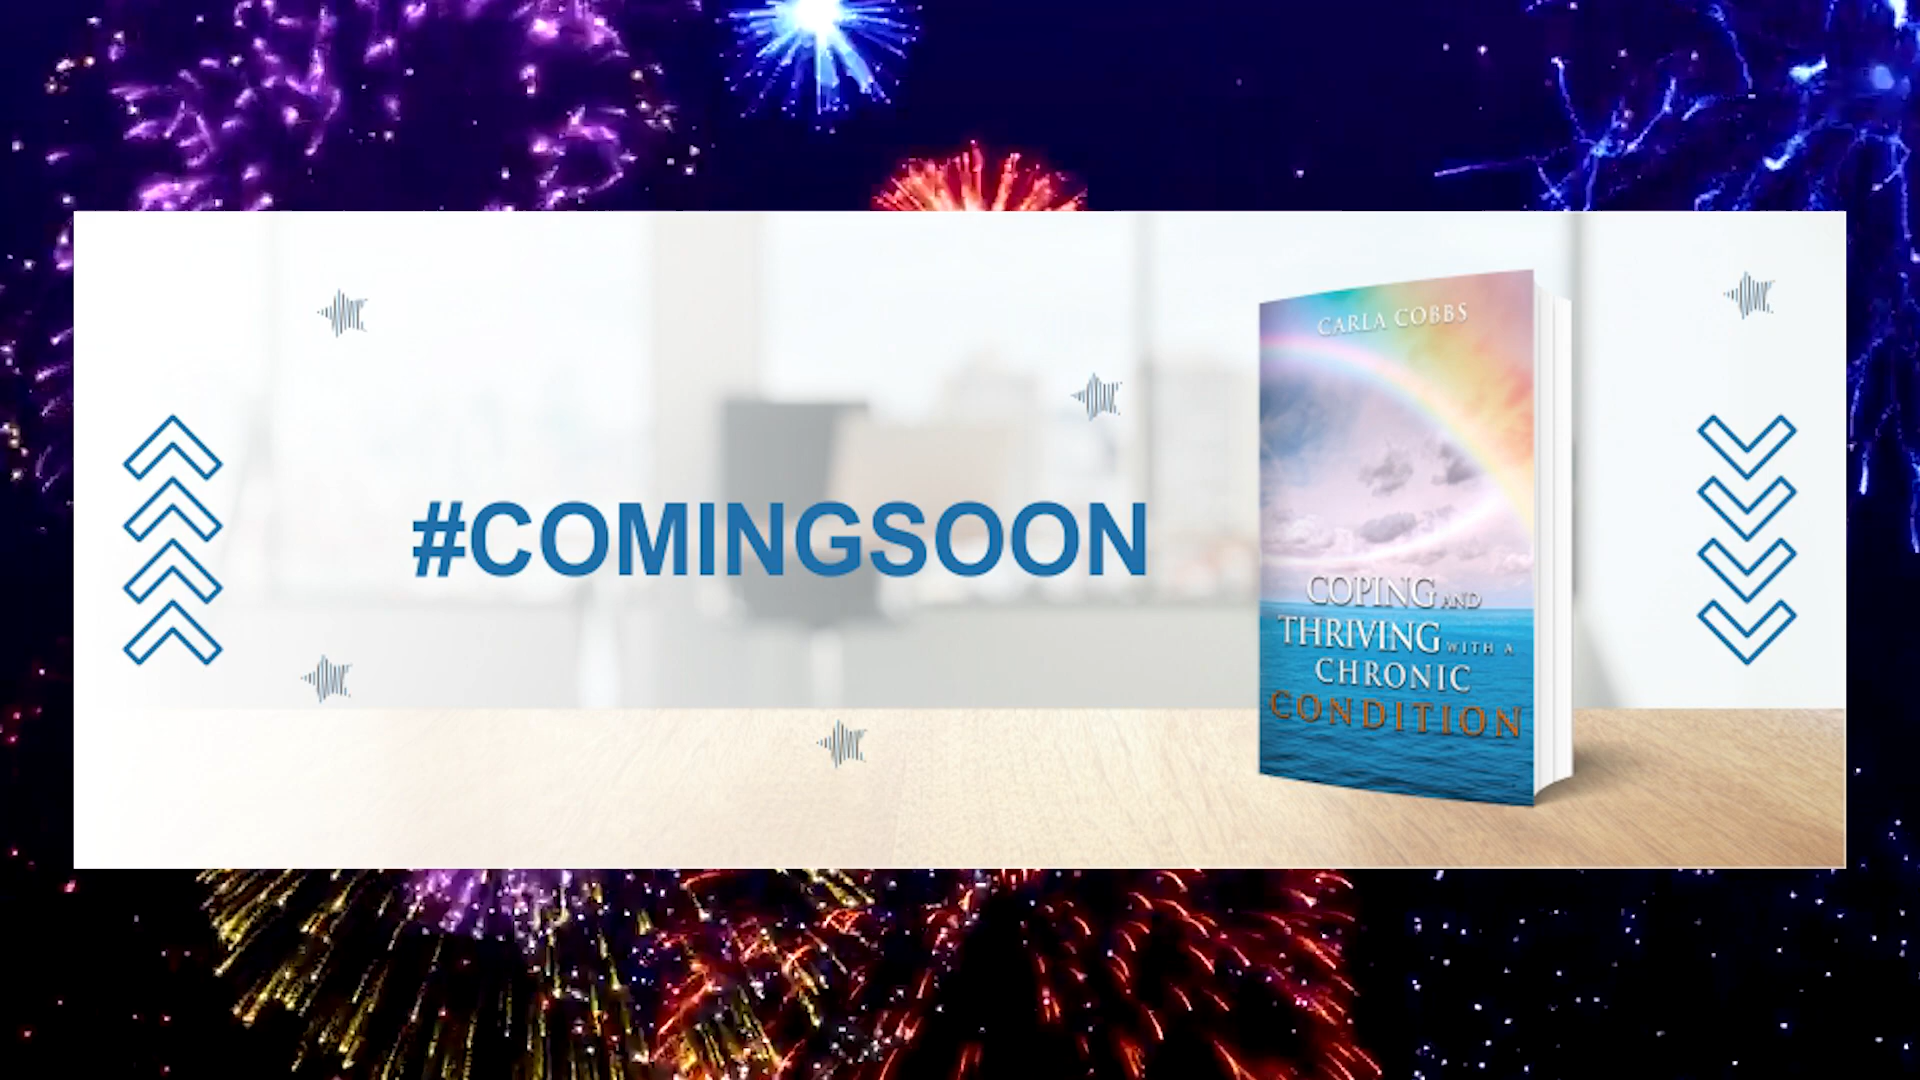 #COMINGSOON
CARLA COBBS
COPING AND
THRIVING WITH A
CHRONIC
CONDITION